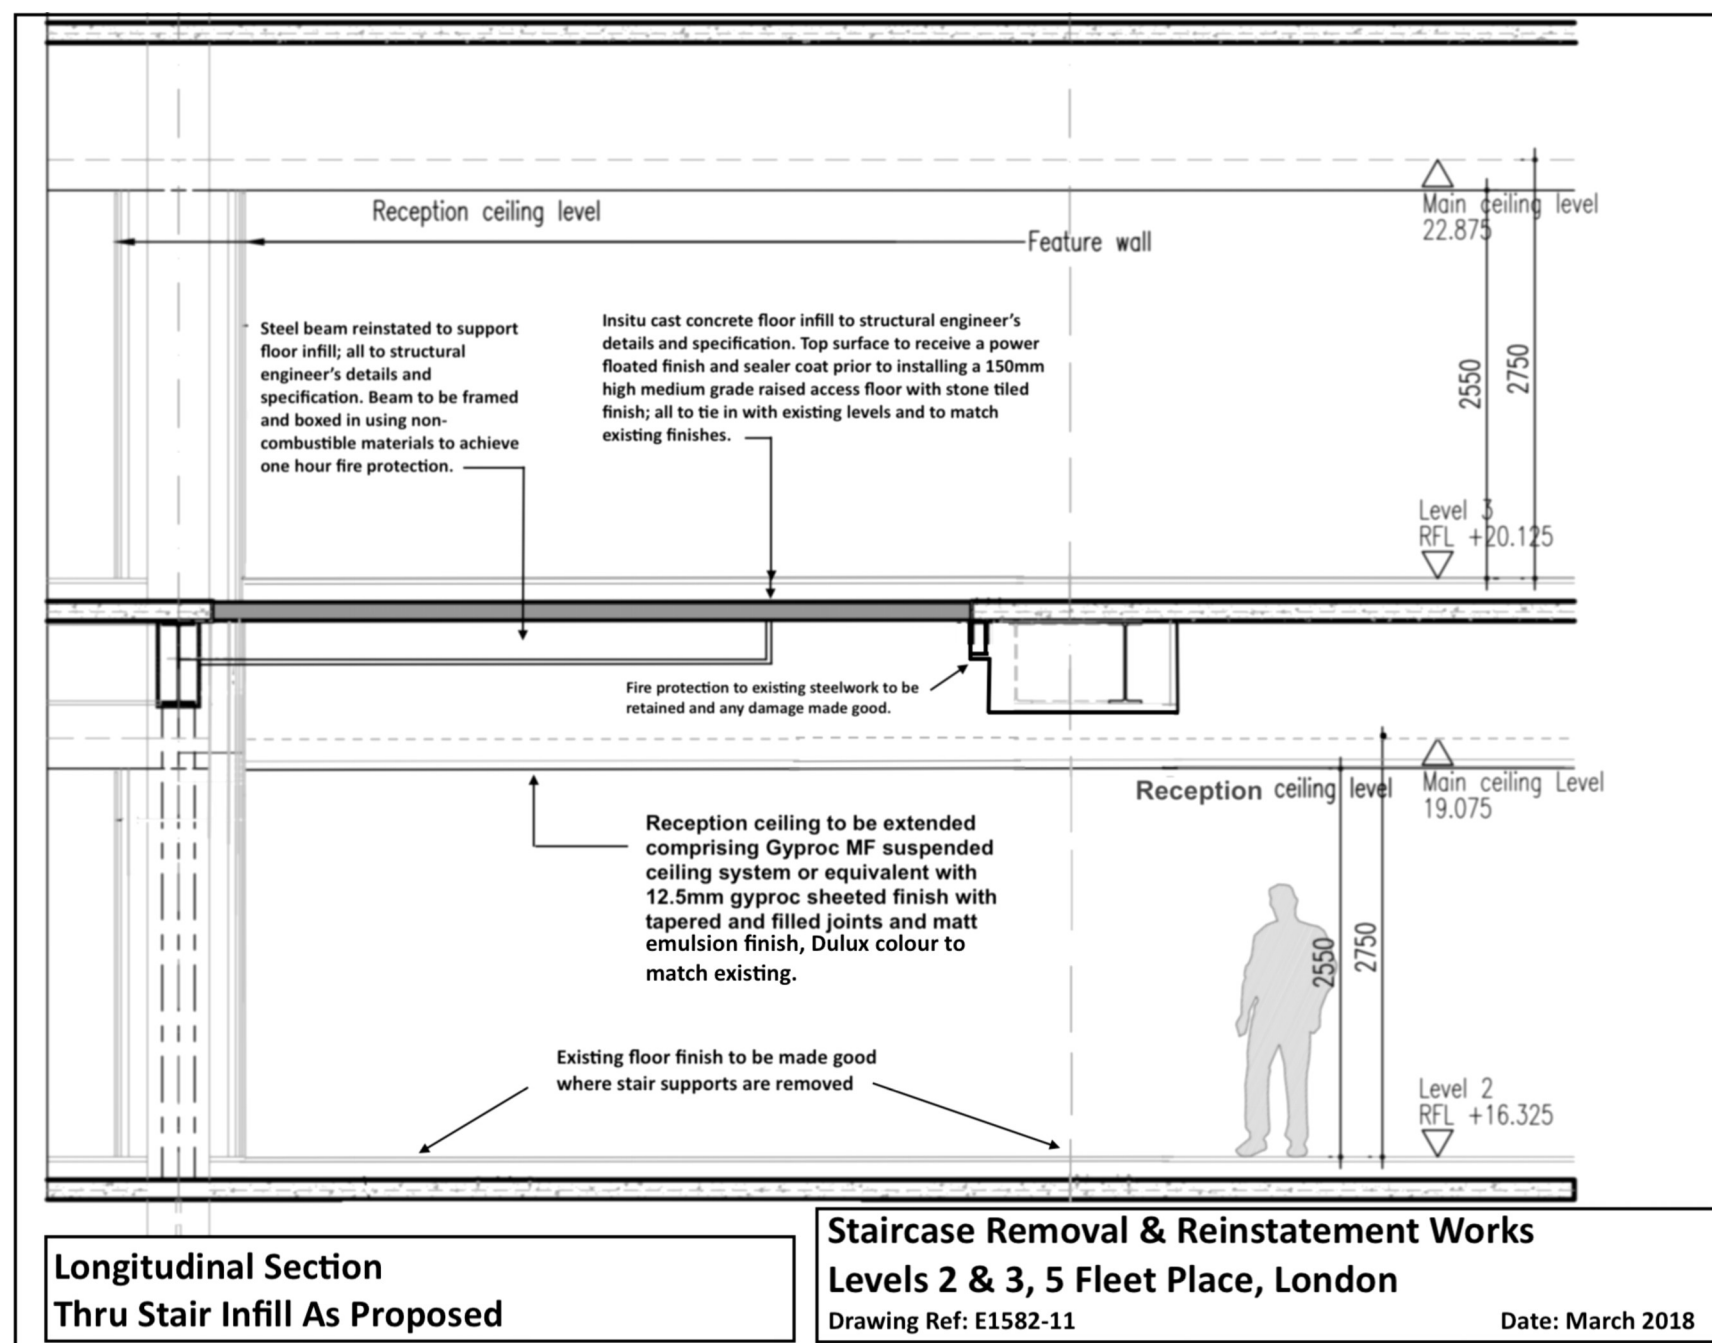 Reception ceiling level
Feature wall
Main ceiling level
22.875
2550
2750
Steel beam reinstated to support
floor infill; all to structural
engineer's details and
specification. Beam to be framed
and boxed in using non-
combustible materials to achieve
one hour fire protection.
Insitu cast concrete floor infill to structural engineer's
details and specification. Top surface to receive a power
floated finish and sealer coat prior to installing a 150mm
high medium grade raised access floor with stone tiled
finish; all to tie in with existing levels and to match
existing finishes.
Level 3
RFL +20.125
Fire protection to existing steelwork to be
retained and any damage made good.
Reception ceiling level
Main ceiling Level
19.075
Reception ceiling to be extended
comprising Gyproc MF suspended
ceiling system or equivalent with
12.5mm gyproc sheeted finish with
tapered and filled joints and matt
emulsion finish, Dulux colour to
match existing.
2550
2750
Existing floor finish to be made good
where stair supports are removed
Level 2
RFL +16.325
Longitudinal Section
Thru Stair Infill As Proposed
Staircase Removal & Reinstatement Works
Levels 2 & 3, 5 Fleet Place, London
Drawing Ref: E1582-11
Date: March 2018